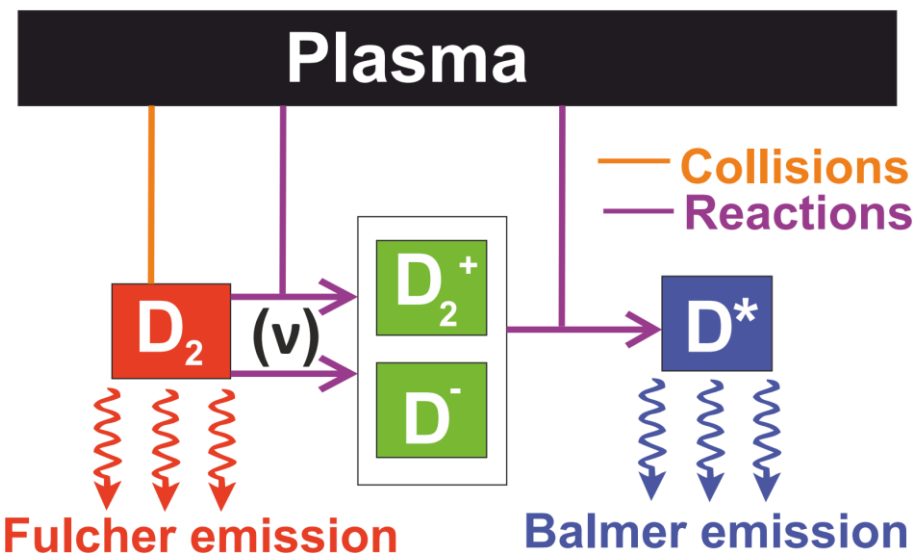 Plasma
Collisions
Reactions
D₂
(ν)
D₂⁺
D⁻
D*
Fulcher emission
Balmer emission